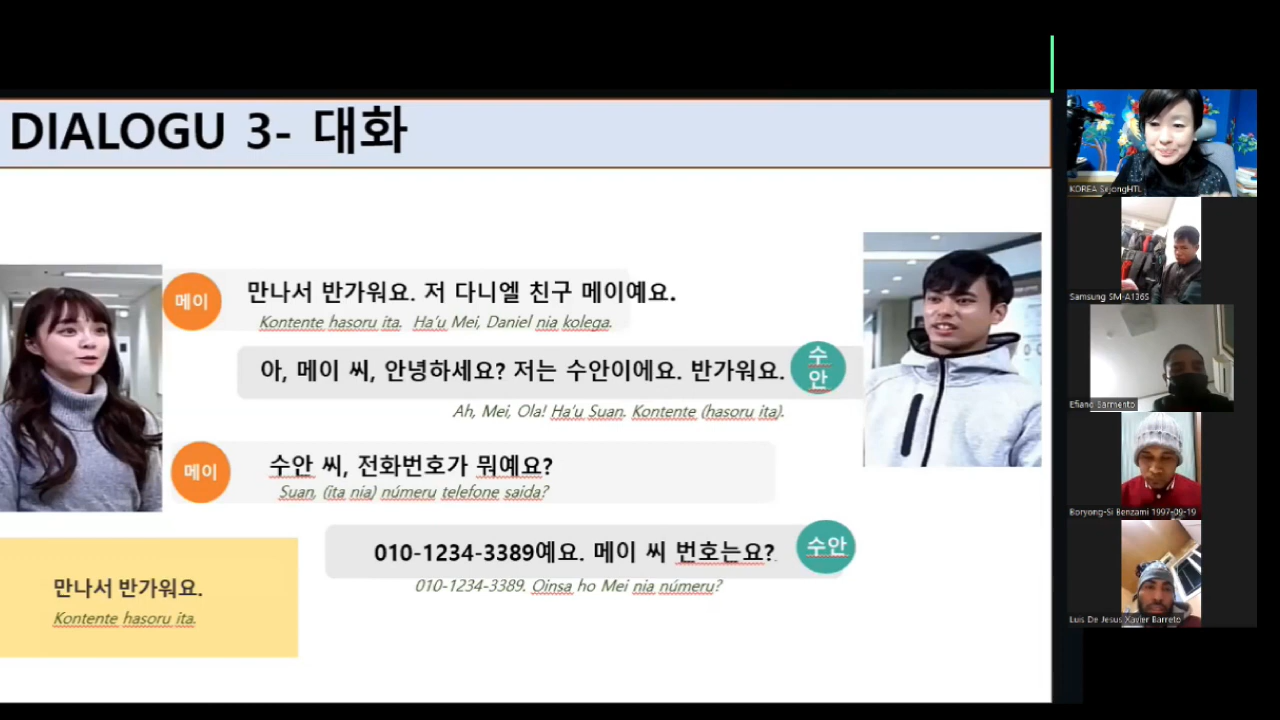 DIALOGU 3- 대화
메이
만나서 반가워요. 저 다니엘 친구 메이예요.
Kontente hasoru ita. Ha'u Mei, Daniel nia kolega.
아, 메이 씨, 안녕하세요? 저는 수안이에요. 반가워요.
수
안
Ah, Mei, Ola! Ha'u Suan. Kontente (hasoru ita).
메이
수안 씨, 전화번호가 뭐예요?
Suan, (ita nia) númeru telefone saida?
010-1234-3389예요. 메이 씨 번호는요?
수안
010-1234-3389. Oinsa ho Mei nia númeru?
만나서 반가워요.
Kontente hasoru ita.
KOREA SejongHTL
Samsung SM-A136S
Efiano Sarmento
Boryong-Si Benzami 1997-09-19
Luis De Jesus Xavier Barreto